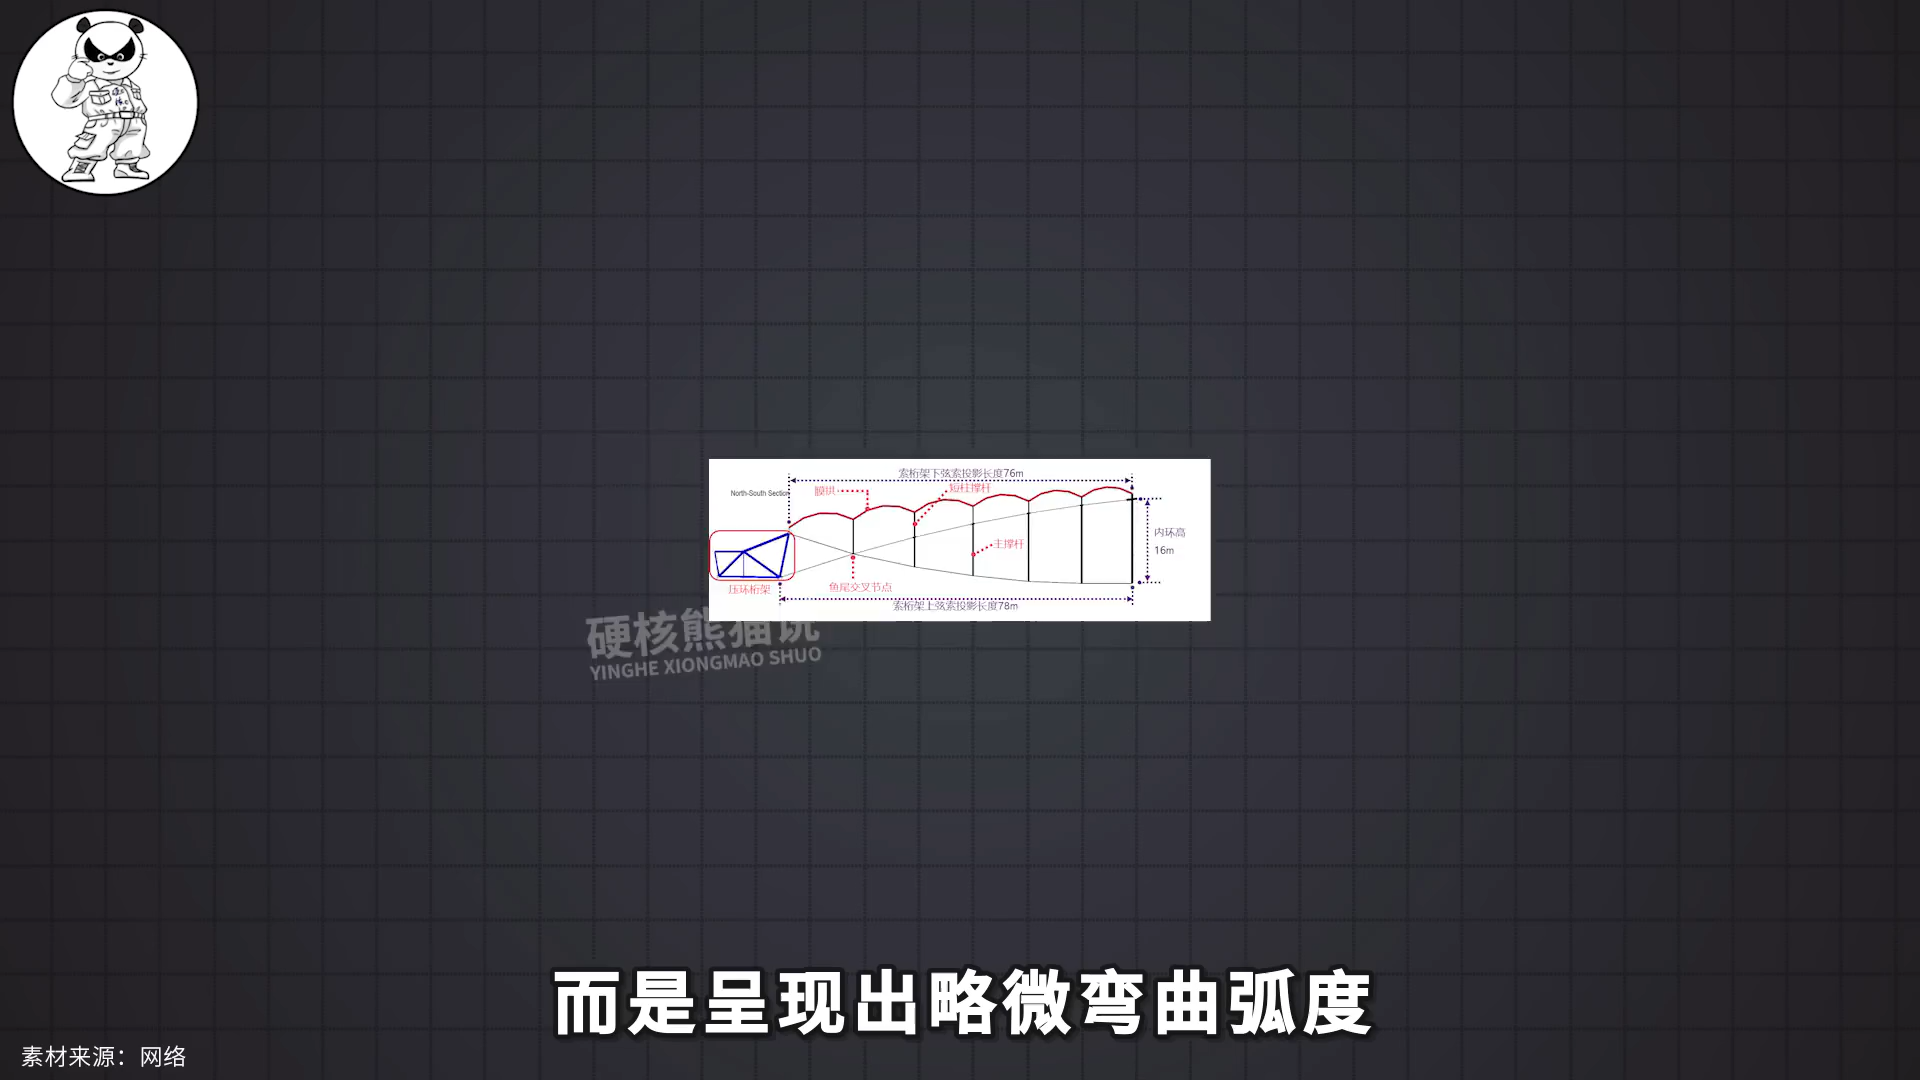 索桁架下弦索投影长度76m
North-South Section
膜拱
短柱撑杆
内环高
16m
主撑杆
压环桁架
鱼尾交叉节点
索桁架上弦索投影长度78m
硬核熊猫说
YINGHE XIONGMAO SHUO
而是呈现出略微弯曲弧度
素材来源：网络